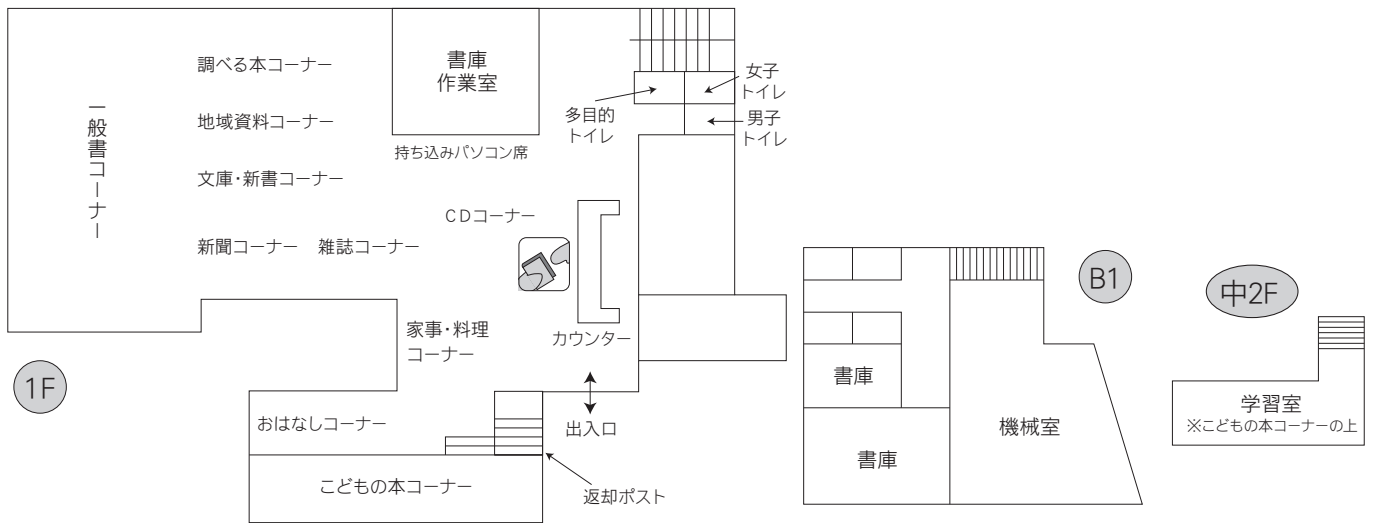 調べる本コーナー
書庫
作業室
女子
トイレ
多目的
トイレ
男子
トイレ
一般書コーナー
地域資料コーナー
持ち込みパソコン席
文庫・新書コーナー
CDコーナー
新聞コーナー 雑誌コーナー
家事・料理
コーナー
カウンター
1F
おはなしコーナー
出入口
こどもの本コーナー
返却ポスト
B1
書庫
書庫
機械室
中2F
学習室
※こどもの本コーナーの上